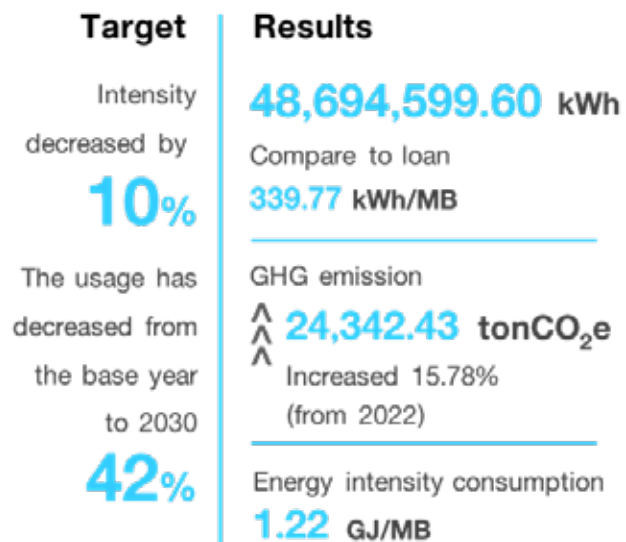 Target
Intensity
decreased by
10%
The usage has
decreased from
the base year
to 2030
42%
Results
48,694,599.60 kWh
Compare to loan
339.77 kWh/MB
GHG emission
24,342.43 tonCO₂e
Increased 15.78%
(from 2022)
Energy intensity consumption
1.22 GJ/MB